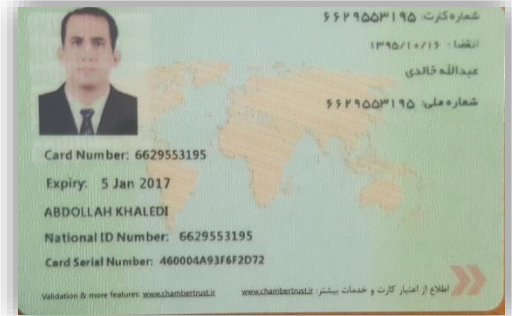 شماره کارت: ۶۶۲۹۵۵۳۱۹۵
انقضا: ۱۳۹۵/۱۰/۱۶
عبدالله خالدی
شماره ملی: ۶۶۲۹۵۵۳۱۹۵
Card Number: 6629553195
Expiry: 5 Jan 2017
ABDOLLAH KHALEDI
National ID Number: 6629553195
Card Serial Number: 460004A93F6F2D72
Validation & more features: www.chambertrust.ir
اطلاع از اعتبار کارت و خدمات بیشتر: www.chambertrust.ir